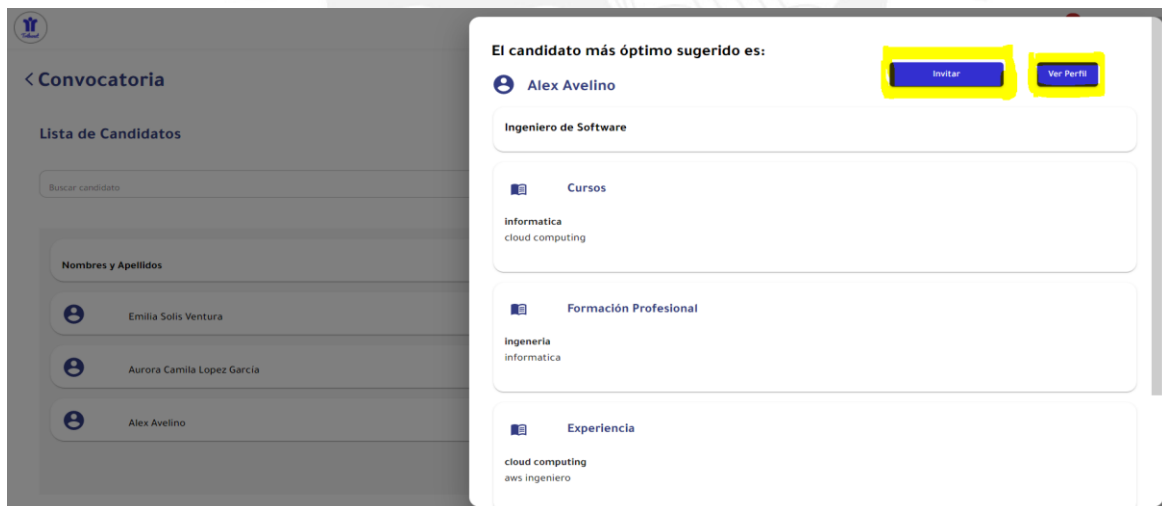 < Convocatoria
Lista de Candidatos
Buscar candidato
Nombres y Apellidos
Emilia Solis Ventura
Aurora Camila Lopez Garcia
Alex Avelino
El candidato más óptimo sugerido es:
Invitar
Ver Perfil
Alex Avelino
Ingeniero de Software
Cursos
informatica
cloud computing
Formación Profesional
ingeneria
informatica
Experiencia
cloud computing
aws ingeniero